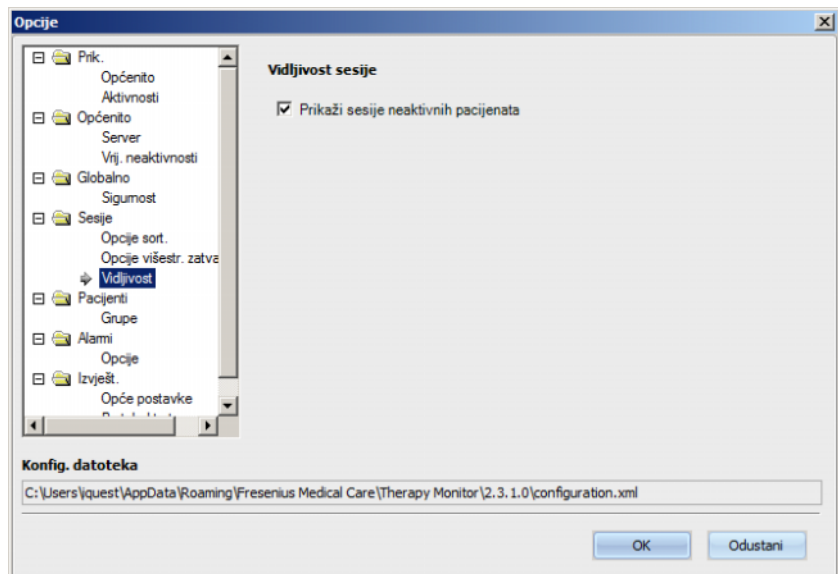 Opcije
Prik.
Općenito
Aktivnosti
Općenito
Server
Vrij. neaktivnosti
Globalno
Sigurnost
Sesije
Opcije sort.
Opcije višestr. zatva
Vidljivost
Pacijenti
Grupe
Alarmi
Opcije
Izvješt.
Opće postavke
Vidljivost sesije
Prikaži sesije neaktivnih pacijenata
Konfig. datoteka
C:\Users\iquest\AppData\Roaming\Fresenius Medical Care\Therapy Monitor\2.3.1.0\configuration.xml
OK
Odustani